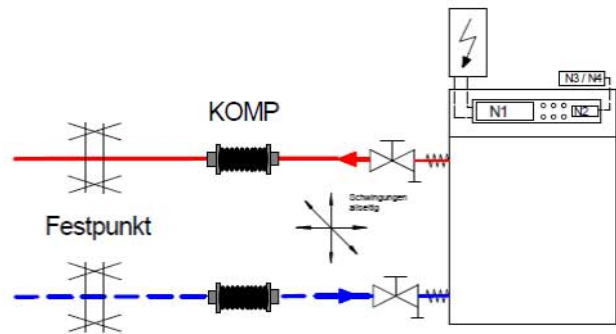 N3 / N4
KOMP
N1
N2
Schwingungen
allseitig
Festpunkt